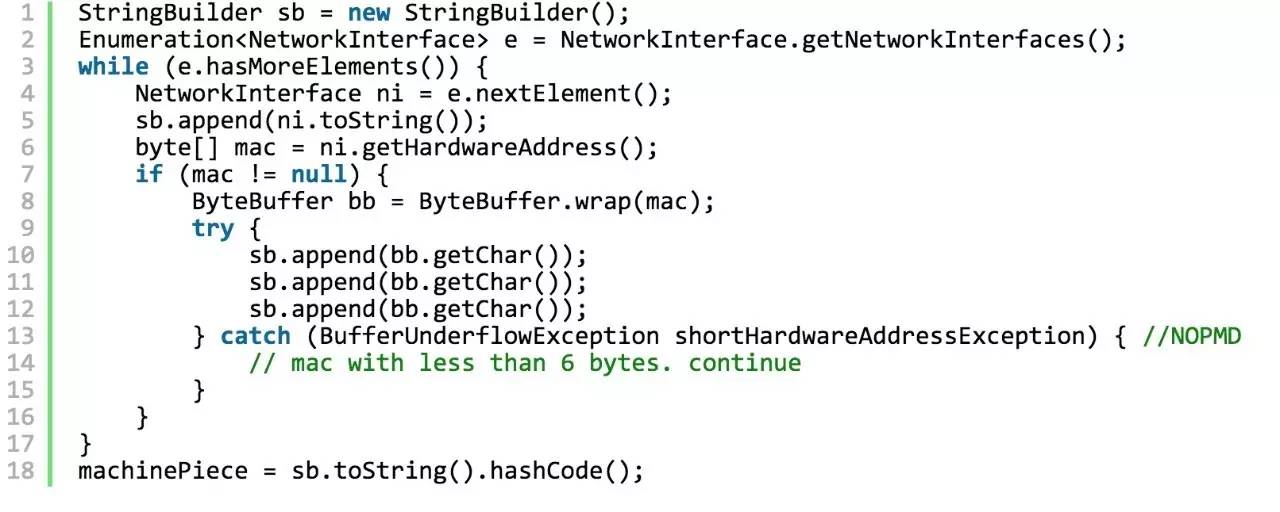 1 StringBuilder sb = new StringBuilder();
2 Enumeration<NetworkInterface> e = NetworkInterface.getNetworkInterfaces();
3 while (e.hasMoreElements()) {
4     NetworkInterface ni = e.nextElement();
5     sb.append(ni.toString());
6     byte[] mac = ni.getHardwareAddress();
7     if (mac != null) {
8         ByteBuffer bb = ByteBuffer.wrap(mac);
9         try {
10             sb.append(bb.getChar());
11             sb.append(bb.getChar());
12             sb.append(bb.getChar());
13         } catch (BufferUnderflowException shortHardwareAddressException) { //NOPMD
14             // mac with less than 6 bytes. continue
15         }
16     }
17 }
18 machinePiece = sb.toString().hashCode();